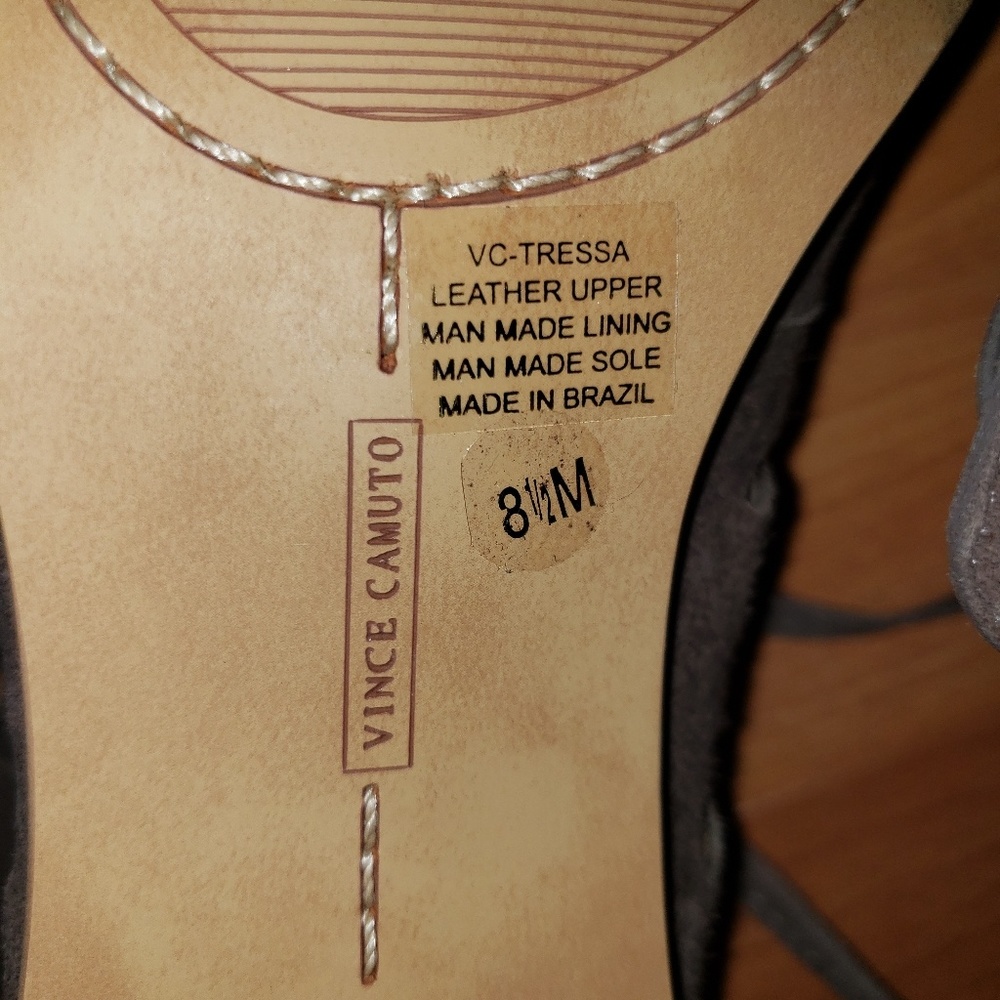 VC-TRESSA
LEATHER UPPER
MAN MADE LINING
MAN MADE SOLE
MADE IN BRAZIL
8½M
VINCE CAMUTO